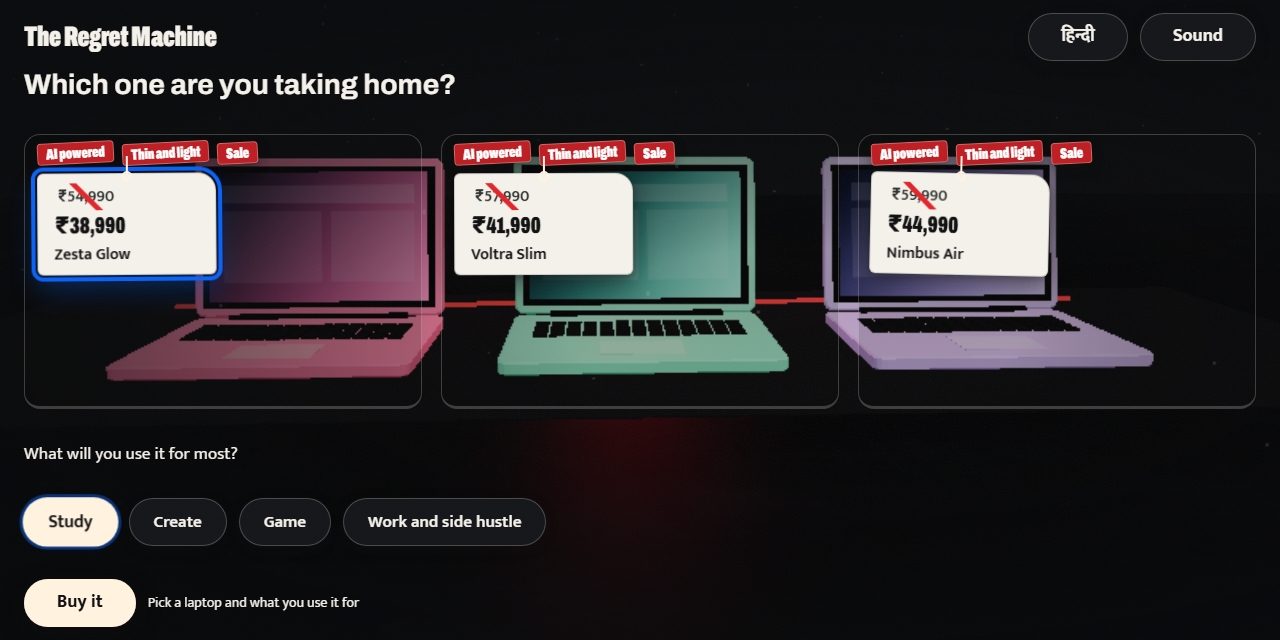 The Regret Machine
हिन्दी
Sound
Which one are you taking home?
AI powered
Thin and light
Sale
₹54,990
₹38,990
Zesta Glow
AI powered
Thin and light
Sale
₹57,990
₹41,990
Voltra Slim
AI powered
Thin and light
Sale
₹59,990
₹44,990
Nimbus Air
What will you use it for most?
Study
Create
Game
Work and side hustle
Buy it
Pick a laptop and what you use it for